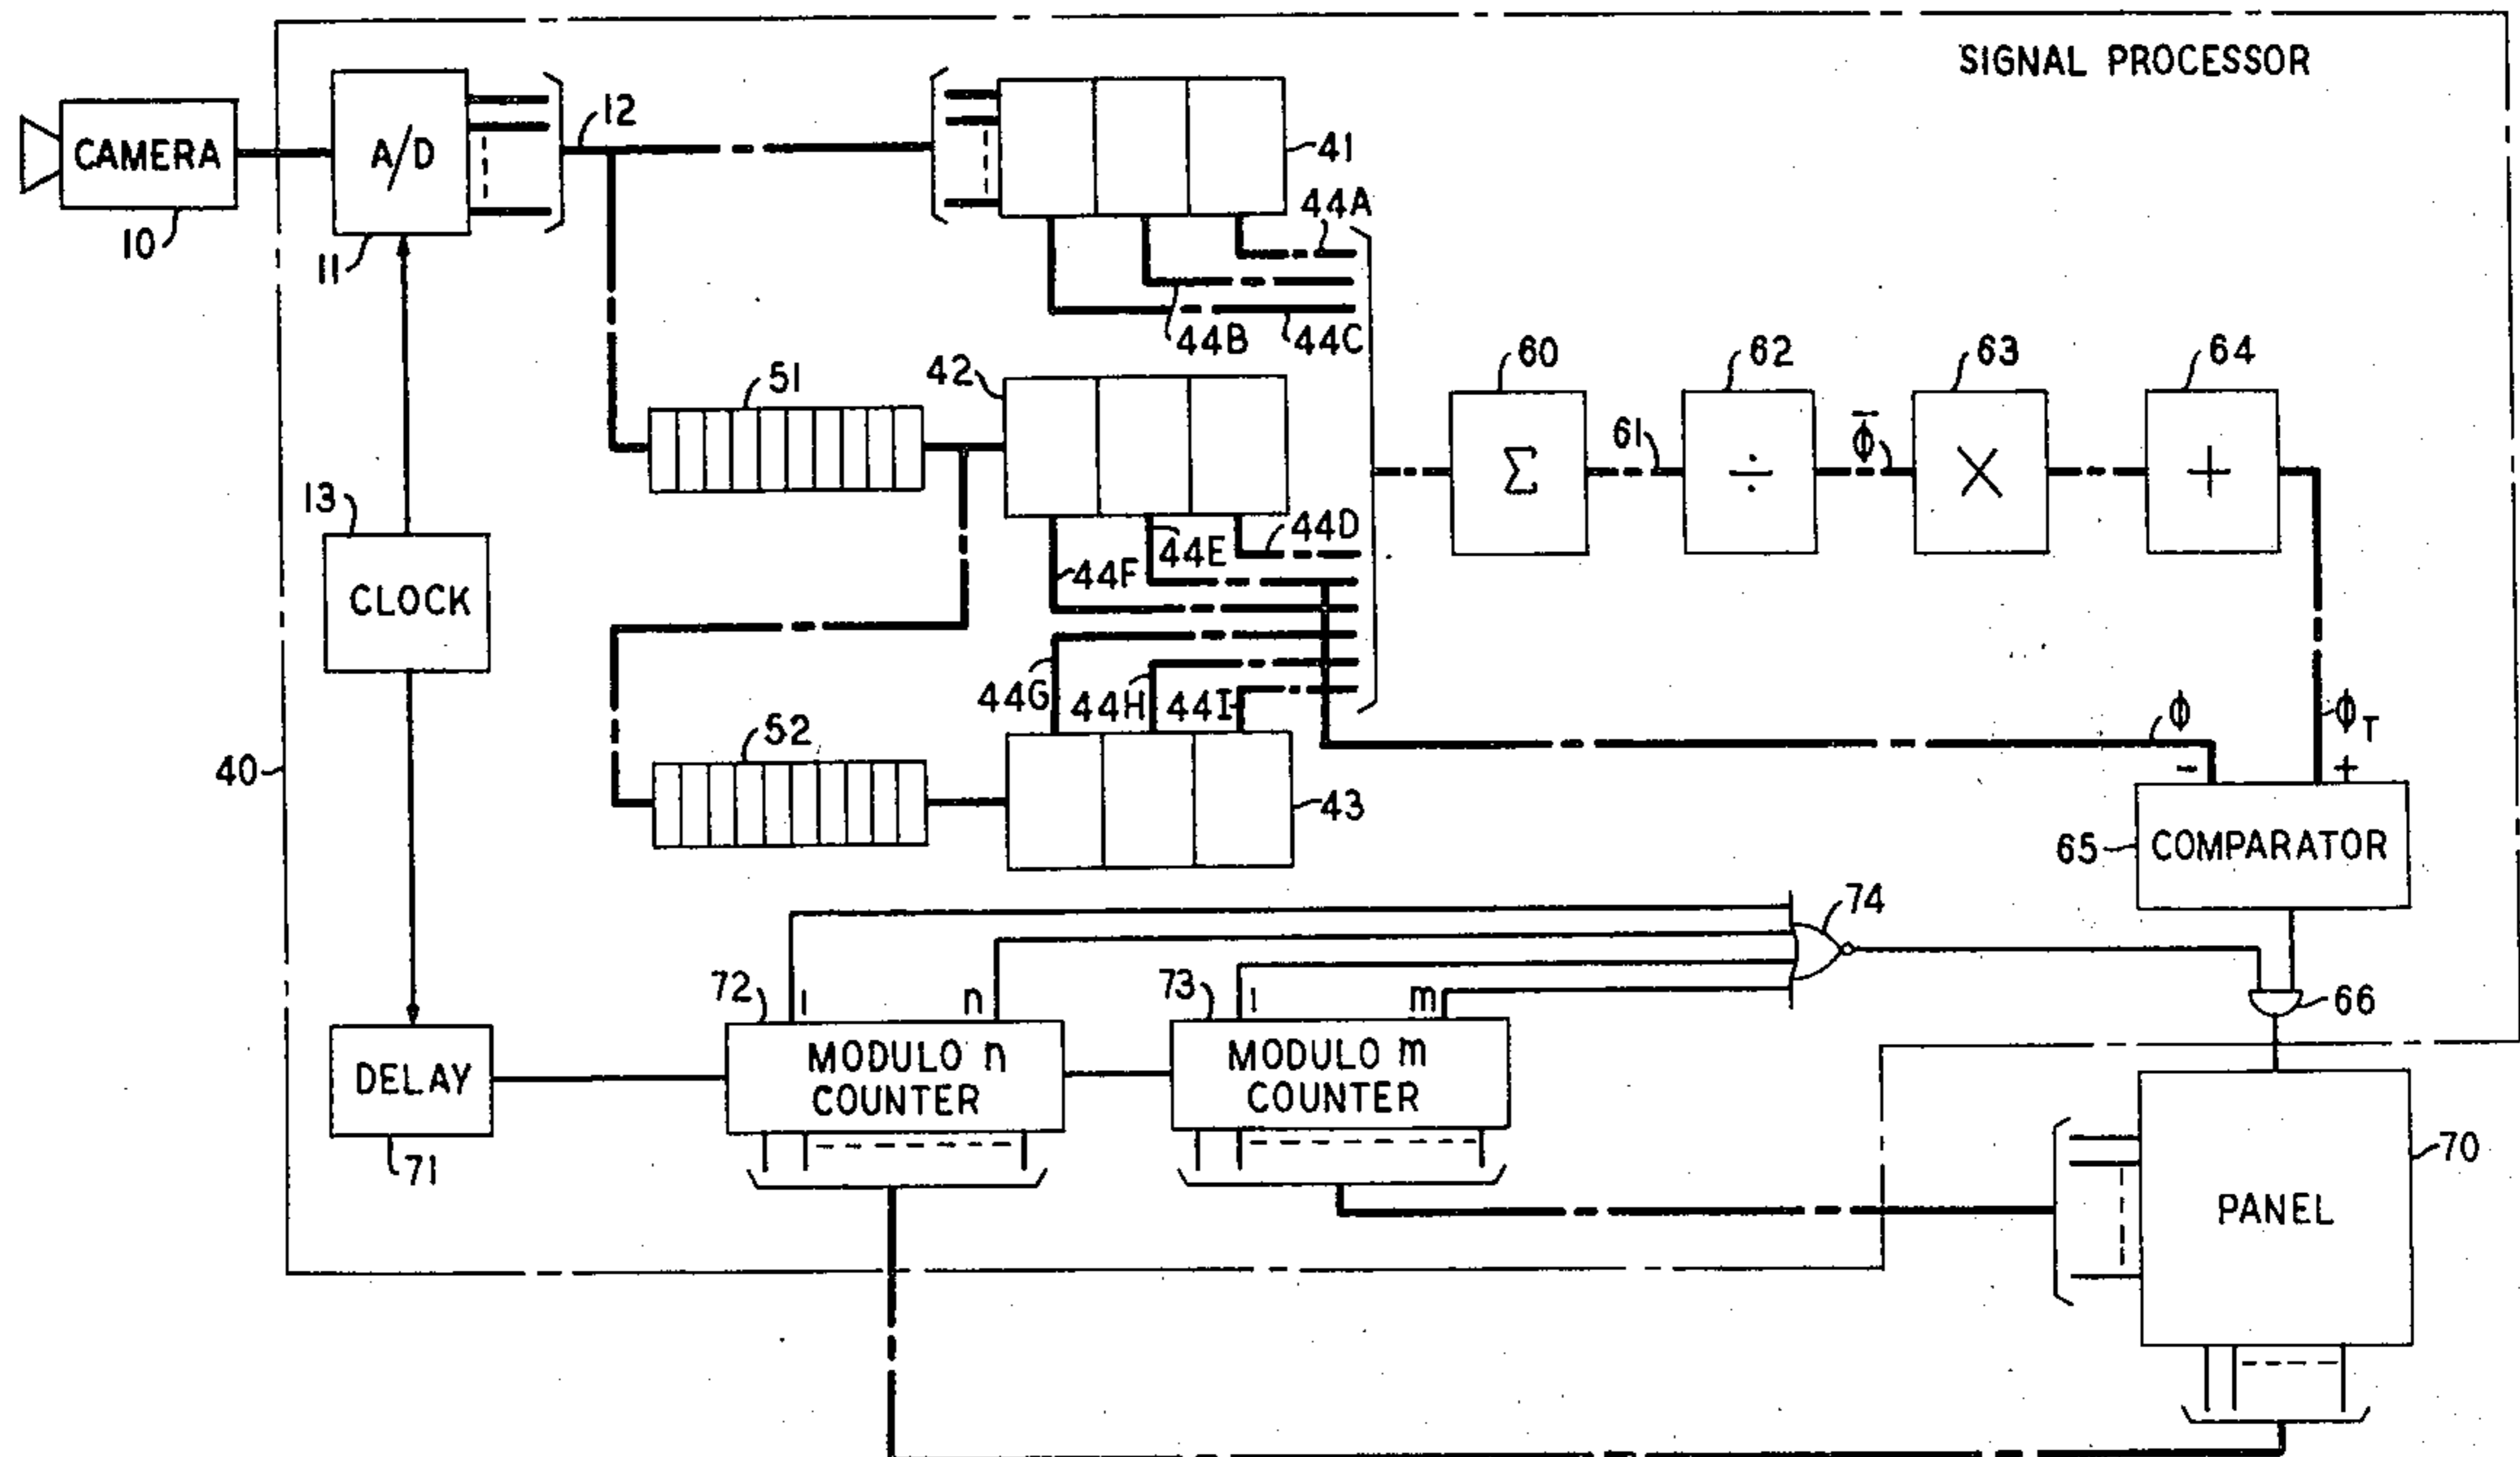 SIGNAL PROCESSOR
CAMERA
10
A/D
11
12
41
44A
44B
44C
13
CLOCK
51
42
44D
44E
44F
60
Σ
61
62
÷
Φ̄
63
X
64
+
44G
44H
44I
52
43
40
ϕ
ϕT
-
+
65
COMPARATOR
74
66
72
1
n
MODULO n
COUNTER
73
1
m
MODULO m
COUNTER
DELAY
71
PANEL
70